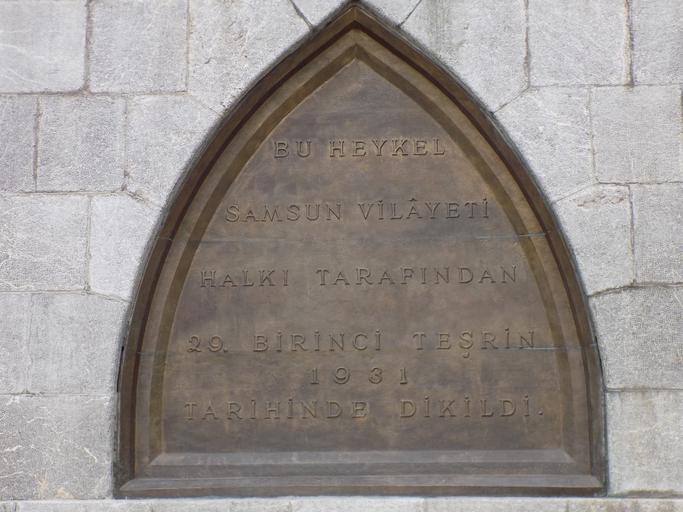 BU HEYKEL
SAMSUN VİLÂYETİ
HALKI TARAFINDAN
29. BİRİNCİ TEŞRİN
1931
TARİHİNDE DİKİLDİ.